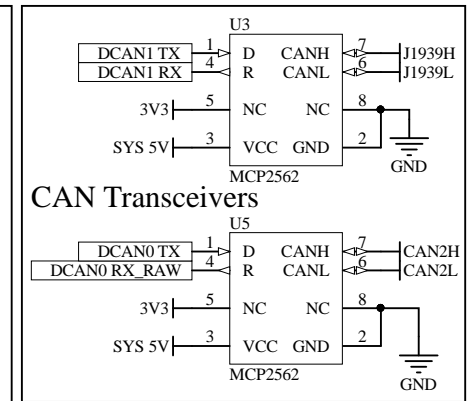 U3
DCAN1 TX 1 D CANH 7 J1939H
DCAN1 RX 4 R CANL 6 J1939L
3V3 5 NC NC 8
SYS 5V 3 VCC GND 2
GND
MCP2562
CAN Transceivers
U5
DCAN0 TX 1 D CANH 7 CAN2H
DCAN0 RX_RAW 4 R CANL 6 CAN2L
3V3 5 NC NC 8
SYS 5V 3 VCC GND 2
MCP2562
GND